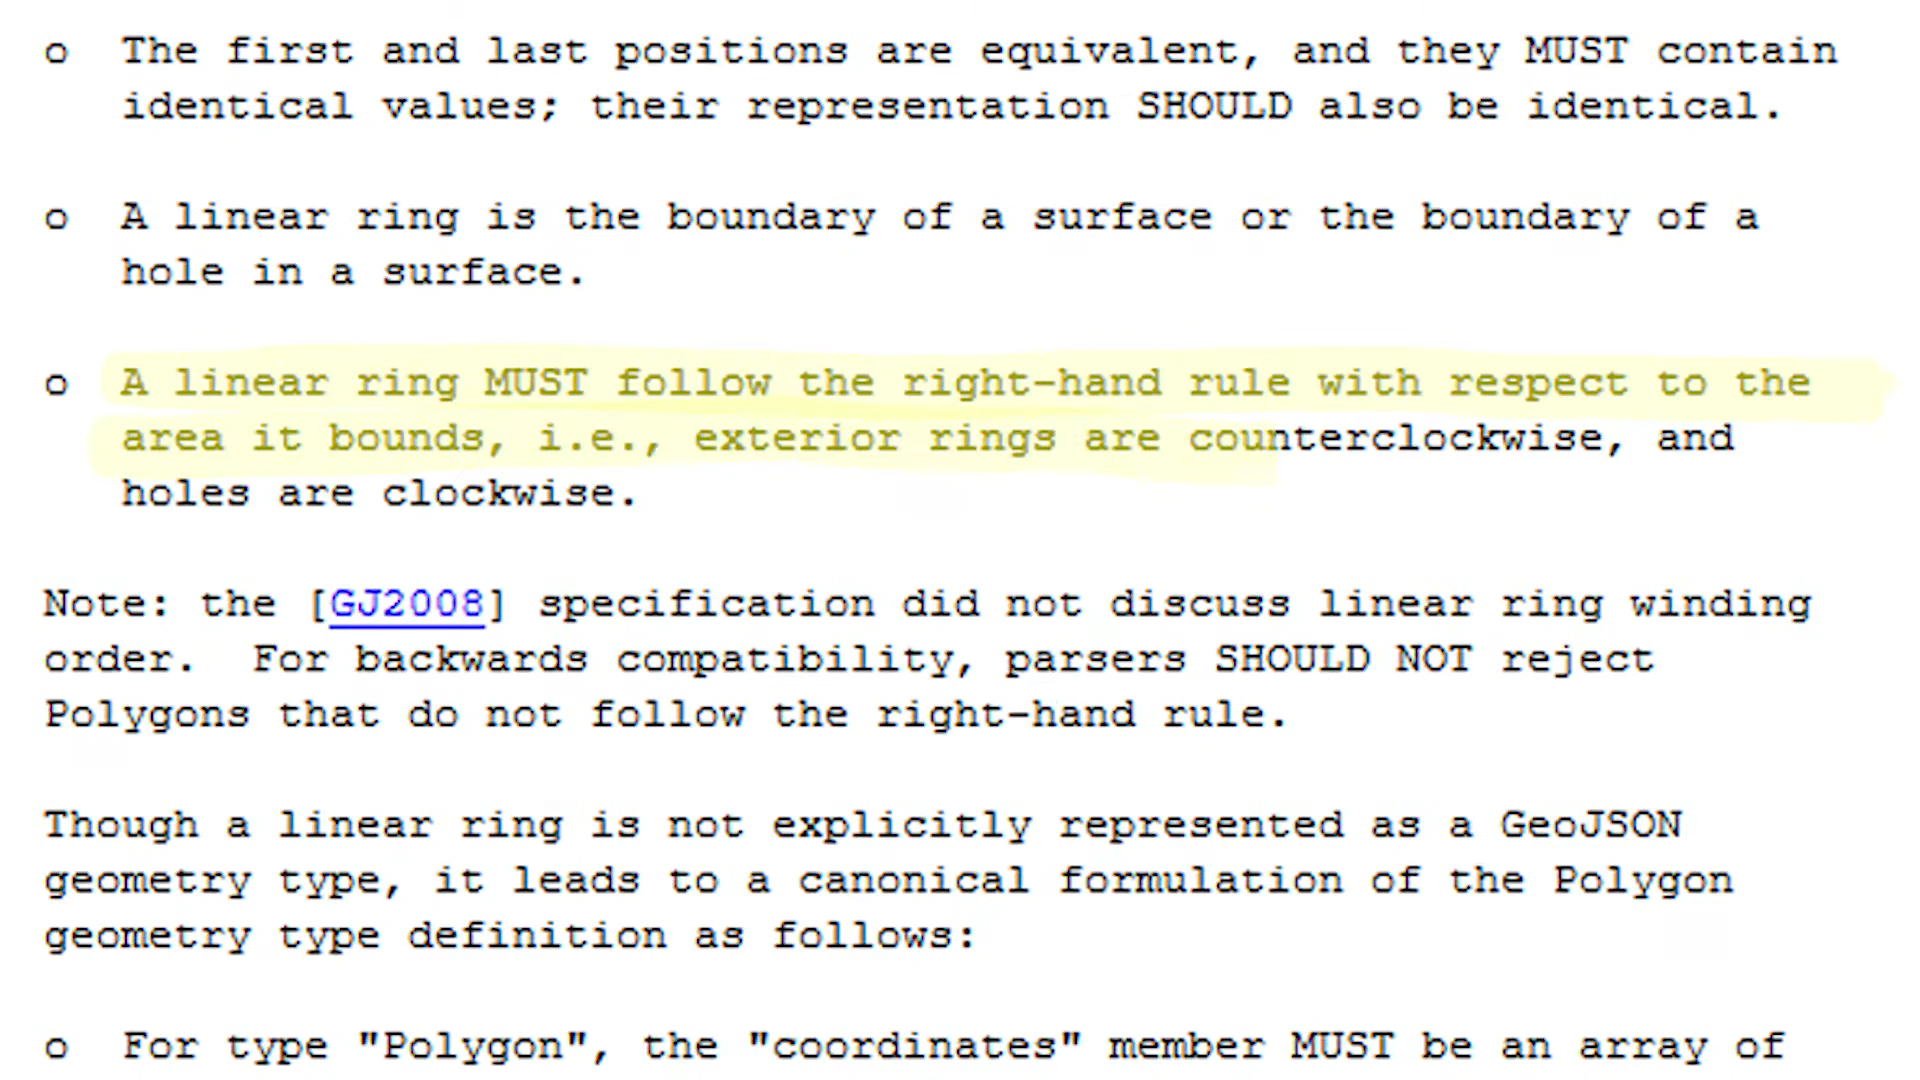 o The first and last positions are equivalent, and they MUST contain
identical values; their representation SHOULD also be identical.
o A linear ring is the boundary of a surface or the boundary of a
hole in a surface.
o A linear ring MUST follow the right-hand rule with respect to the
area it bounds, i.e., exterior rings are counterclockwise, and
holes are clockwise.
Note: the [GJ2008] specification did not discuss linear ring winding
order. For backwards compatibility, parsers SHOULD NOT reject
Polygons that do not follow the right-hand rule.
Though a linear ring is not explicitly represented as a GeoJSON
geometry type, it leads to a canonical formulation of the Polygon
geometry type definition as follows:
o For type "Polygon", the "coordinates" member MUST be an array of